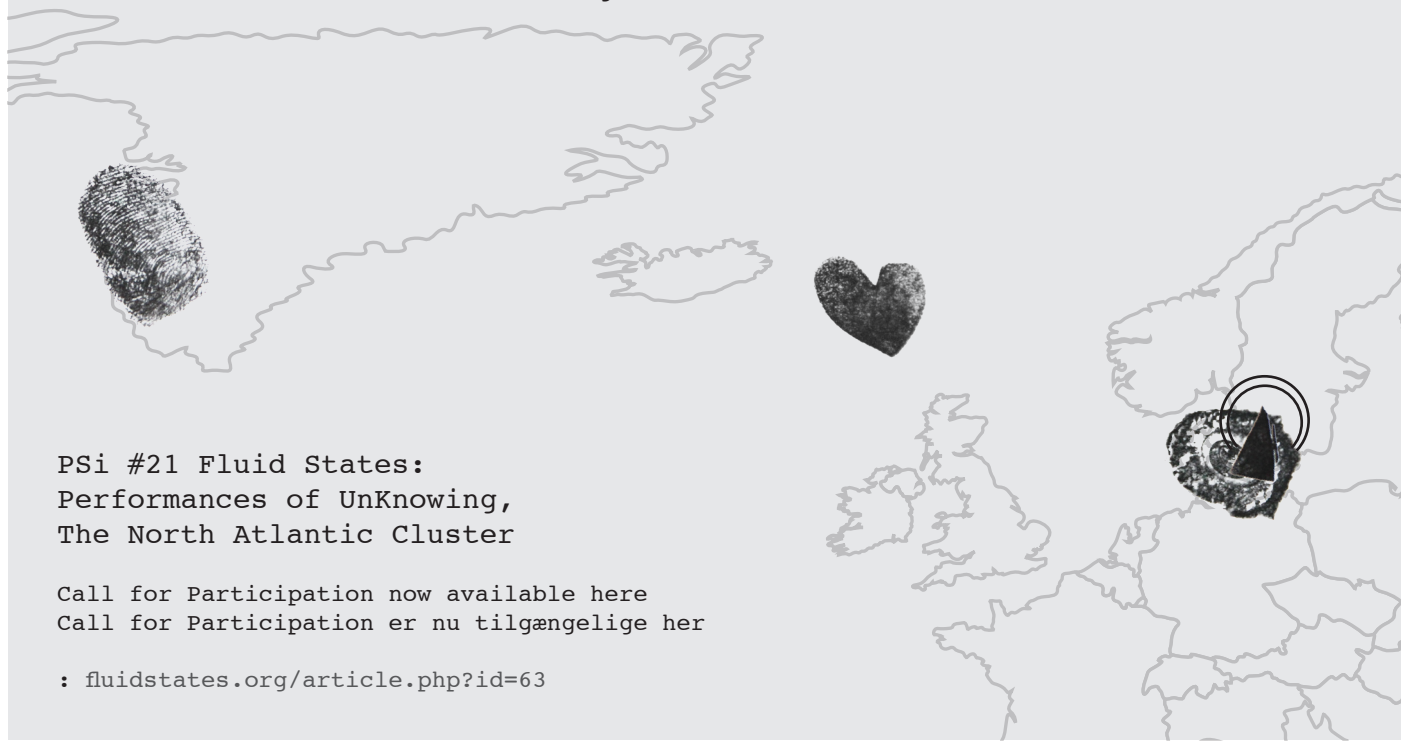 PSi #21 Fluid States:
Performances of UnKnowing,
The North Atlantic Cluster
Call for Participation now available here
Call for Participation er nu tilgængelige her
: fluidstates.org/article.php?id=63